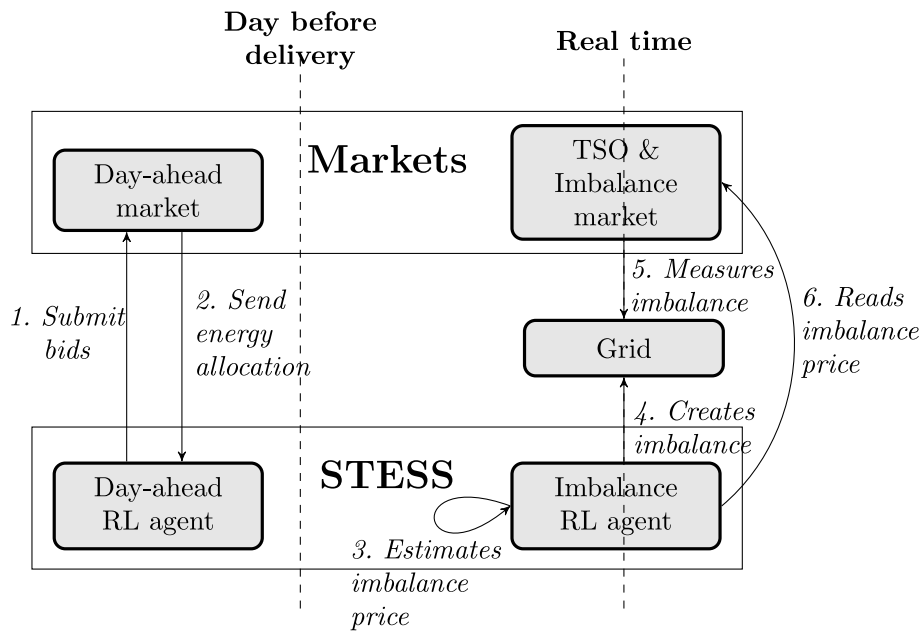 Day before
delivery
Real time
Markets
Day-ahead
market
TSO &
Imbalance
market
1. Submit
bids
2. Send
energy
allocation
5. Measures
imbalance
6. Reads
imbalance
price
Grid
4. Creates
imbalance
STESS
Day-ahead
RL agent
Imbalance
RL agent
3. Estimates
imbalance
price